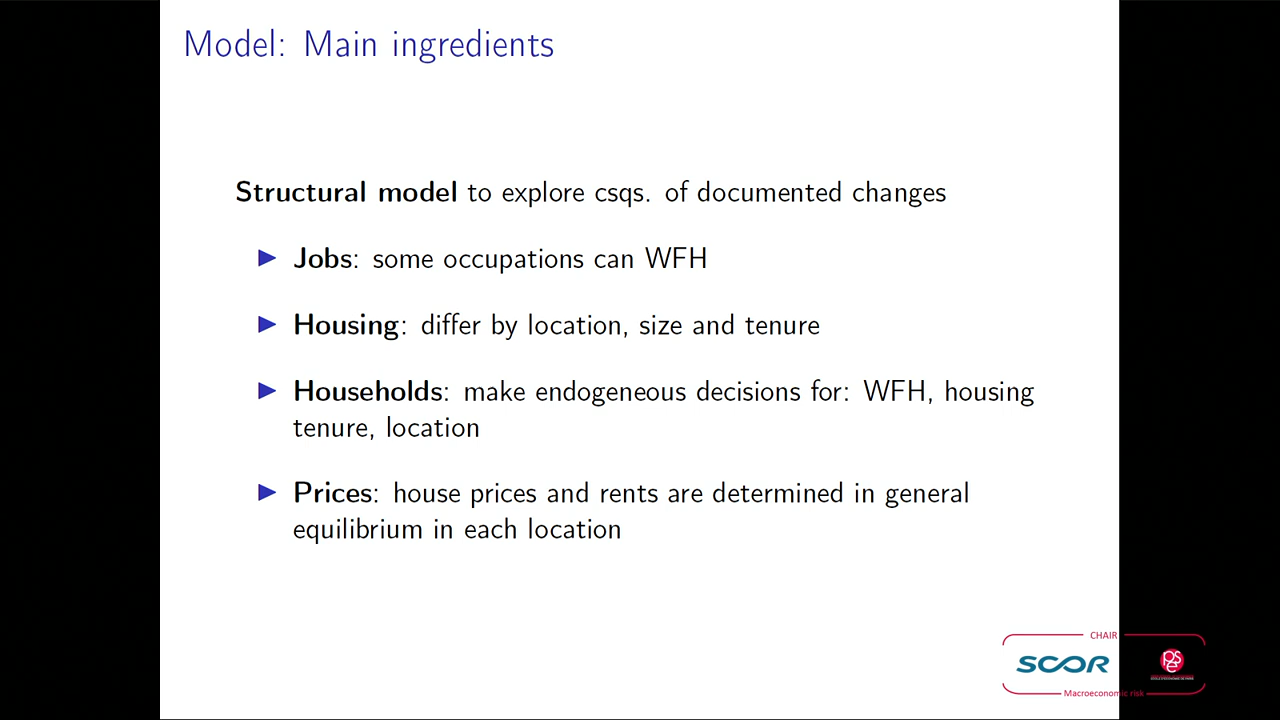 Model: Main ingredients
Structural model to explore csqs. of documented changes
Jobs: some occupations can WFH
Housing: differ by location, size and tenure
Households: make endogeneous decisions for: WFH, housing
tenure, location
Prices: house prices and rents are determined in general
equilibrium in each location
CHAIR
SCOR
pse
Macroeconomic risk